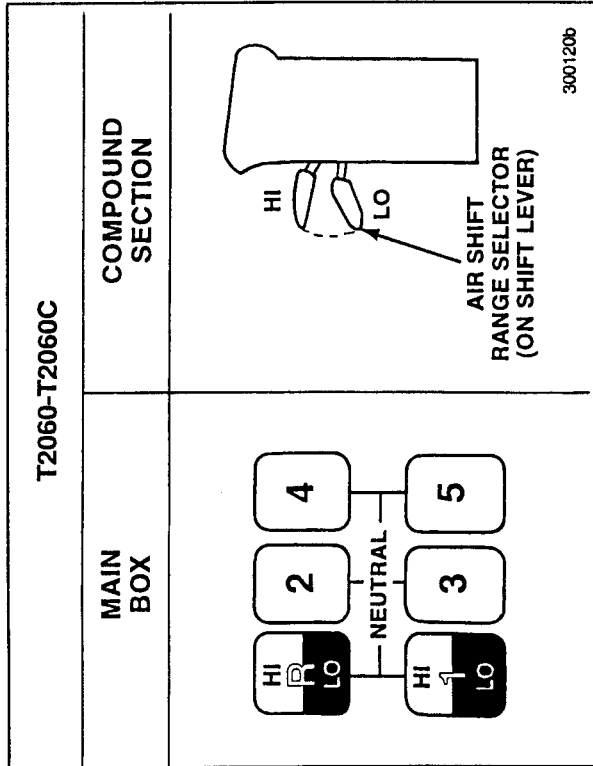 T2060-T2060C
MAIN
BOX
COMPOUND
SECTION
HI
R
LO
2
4
NEUTRAL
HI
1
LO
3
5
HI
LO
AIR SHIFT
RANGE SELECTOR
(ON SHIFT LEVER)
300120b